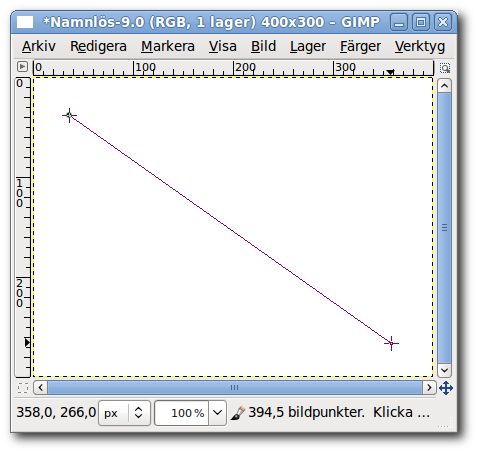 *Namnlös-9.0 (RGB, 1 lager) 400x300 – GIMP
Arkiv Redigera Markera Visa Bild Lager Färger Verktyg
0 100 200 300
0
100
200
358,0, 266,0 px 100 % 394,5 bildpunkter. Klicka ...